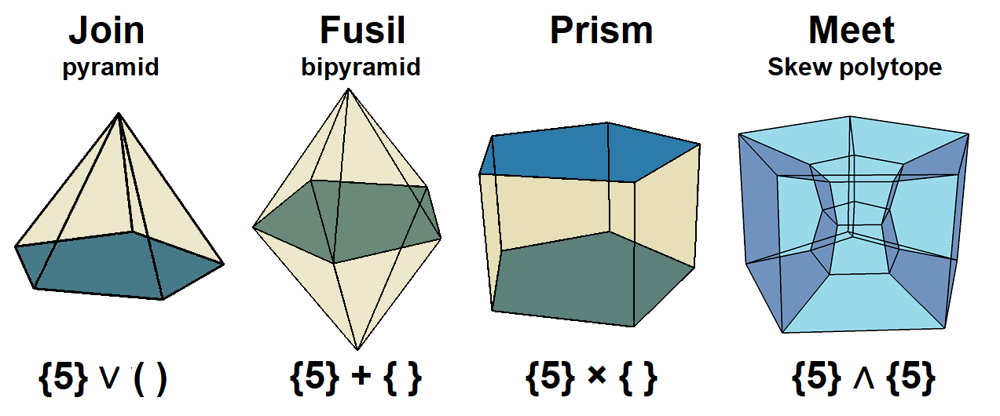 Join
pyramid
Fusil
bipyramid
Prism
Meet
Skew polytope
{5} ∨ ( )
{5} + { }
{5} × { }
{5} ∧ {5}